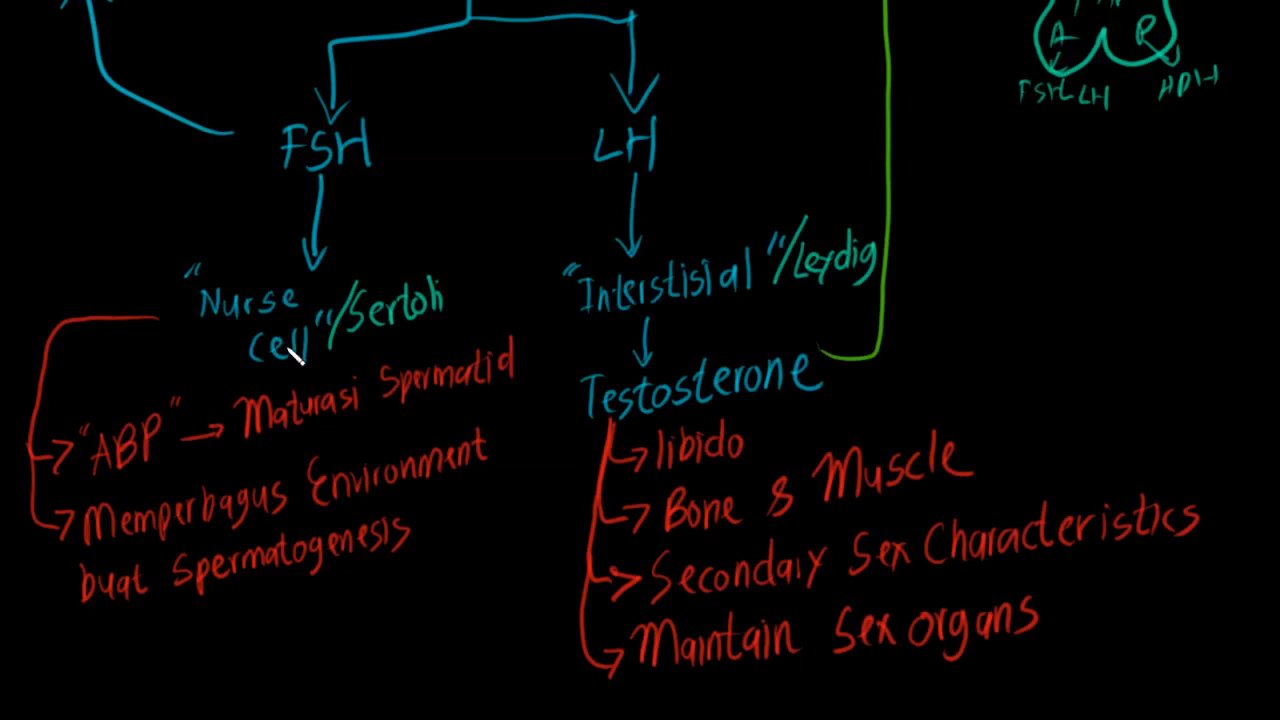 A P
FSH LH ADH
FSH LH
"Nurse Cell"/Sertoli
"Interstisial"/Leydig
Testosterone
"ABP" → Maturasi Spermatid
Memperbagus Environment
buat Spermatogenesis
libido
Bone & Muscle
Secondary Sex Characteristics
Maintain Sex organs